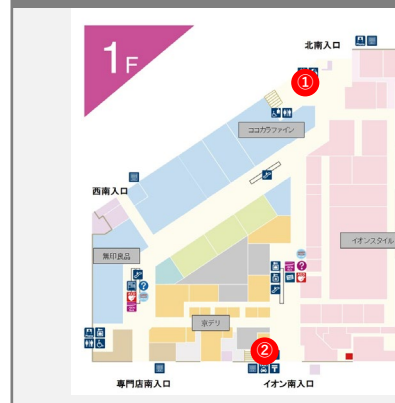 1F
北南入口
①
ココカラファイン
西南入口
イオンスタイル
無印良品
京デリ
②
専門店南入口
イオン南入口